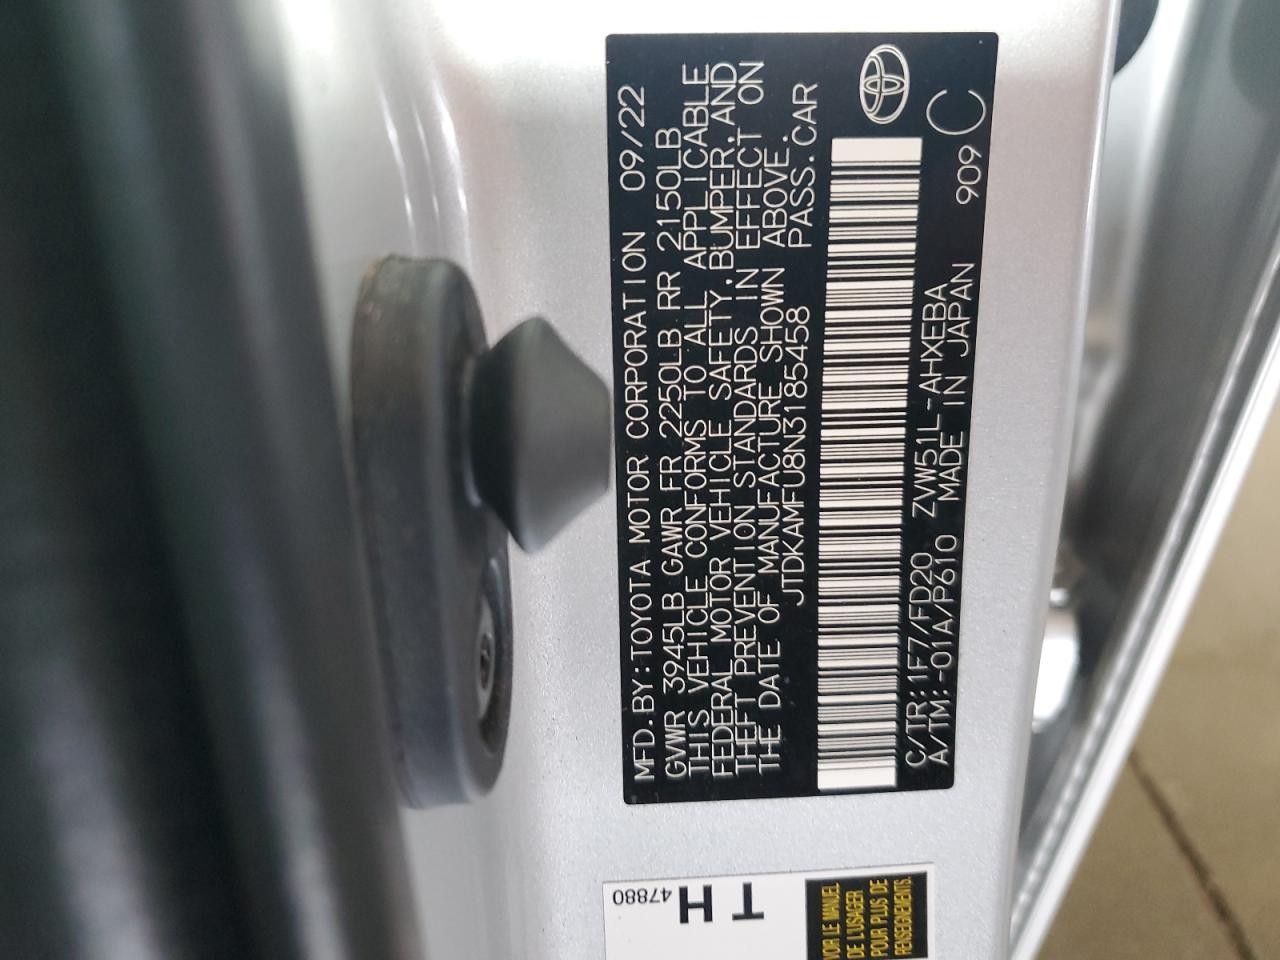 MFD.BY:TOYOTA MOTOR CORPORATION 09/22
GVWR 3945LB GAWR FR 2250LB RR 2150LB
THIS VEHICLE CONFORMS TO ALL APPLICABLE
FEDERAL MOTOR VEHICLE SAFETY,BUMPER,AND
THEFT PREVENTION STANDARDS IN EFFECT ON
THE DATE OF MANUFACTURE SHOWN ABOVE.
JTDKAMFU8N3185458 PASS.CAR
C/TR:1F7/FD20 ZVW51L-AHXEBA
A/TM:-01A/P610 MADE IN JAPAN 909 C
47880
TH
VOIR LE MANUEL
DE L'USAGER
POUR PLUS DE
RENSEIGNEMENTS.